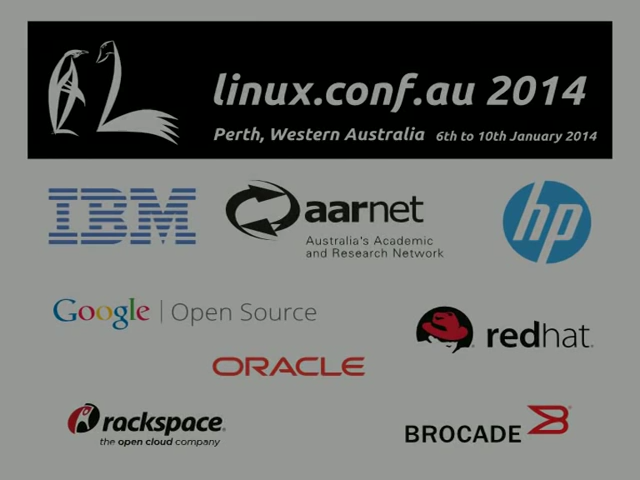 linux.conf.au 2014
Perth, Western Australia 6th to 10th January 2014
IBM
aarnet
Australia's Academic
and Research Network
hp
Google | Open Source
redhat.
ORACLE
rackspace
the open cloud company
BROCADE